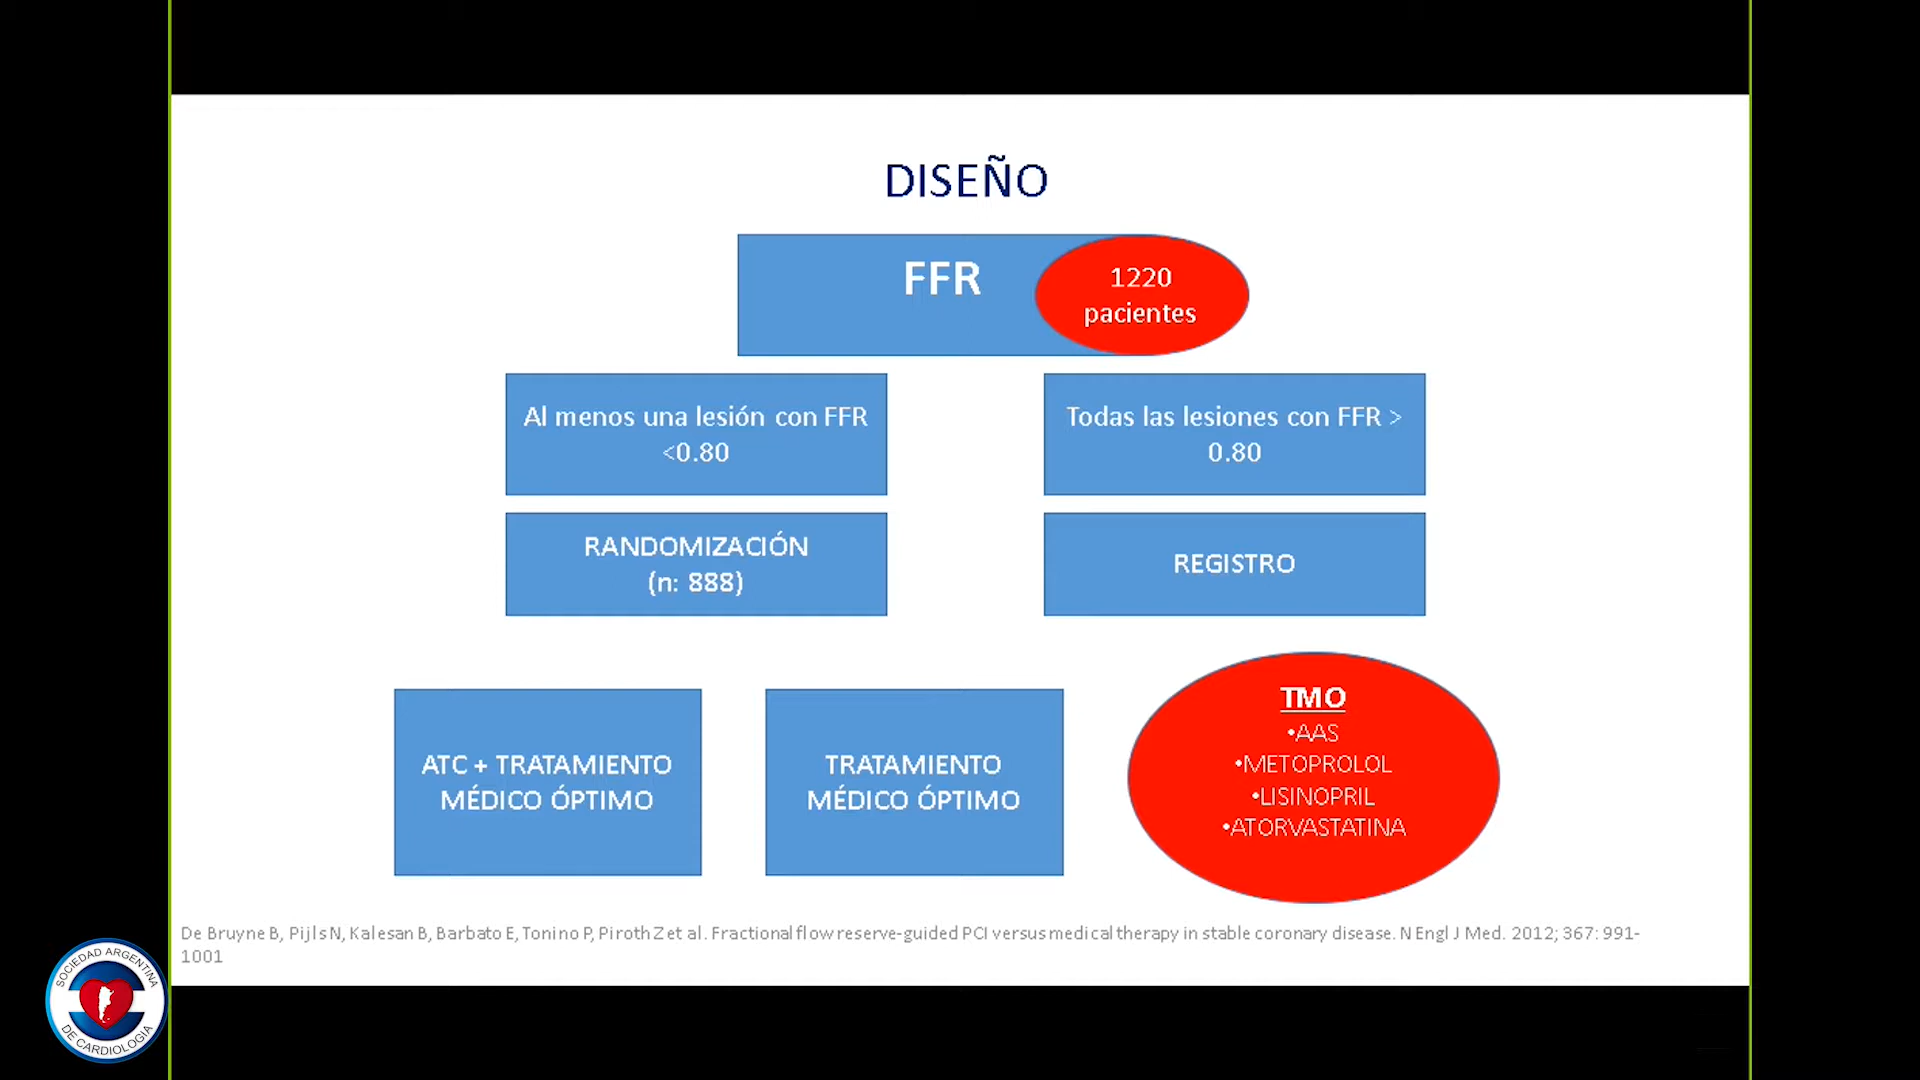 DISEÑO
FFR
1220
pacientes
Al menos una lesión con FFR
<0.80
Todas las lesiones con FFR >
0.80
RANDOMIZACIÓN
(n: 888)
REGISTRO
ATC + TRATAMIENTO
MÉDICO ÓPTIMO
TRATAMIENTO
MÉDICO ÓPTIMO
TMO
•AAS
•METOPROLOL
•LISINOPRIL
•ATORVASTATINA
De Bruyne B, Pijls N, Kalesan B, Barbato E, Tonino P, Piroth Z et al. Fractional flow reserve-guided PCI versus medical therapy in stable coronary disease. N Engl J Med. 2012; 367: 991-
1001
SOCIEDAD ARGENTINA
DE CARDIOLOGIA